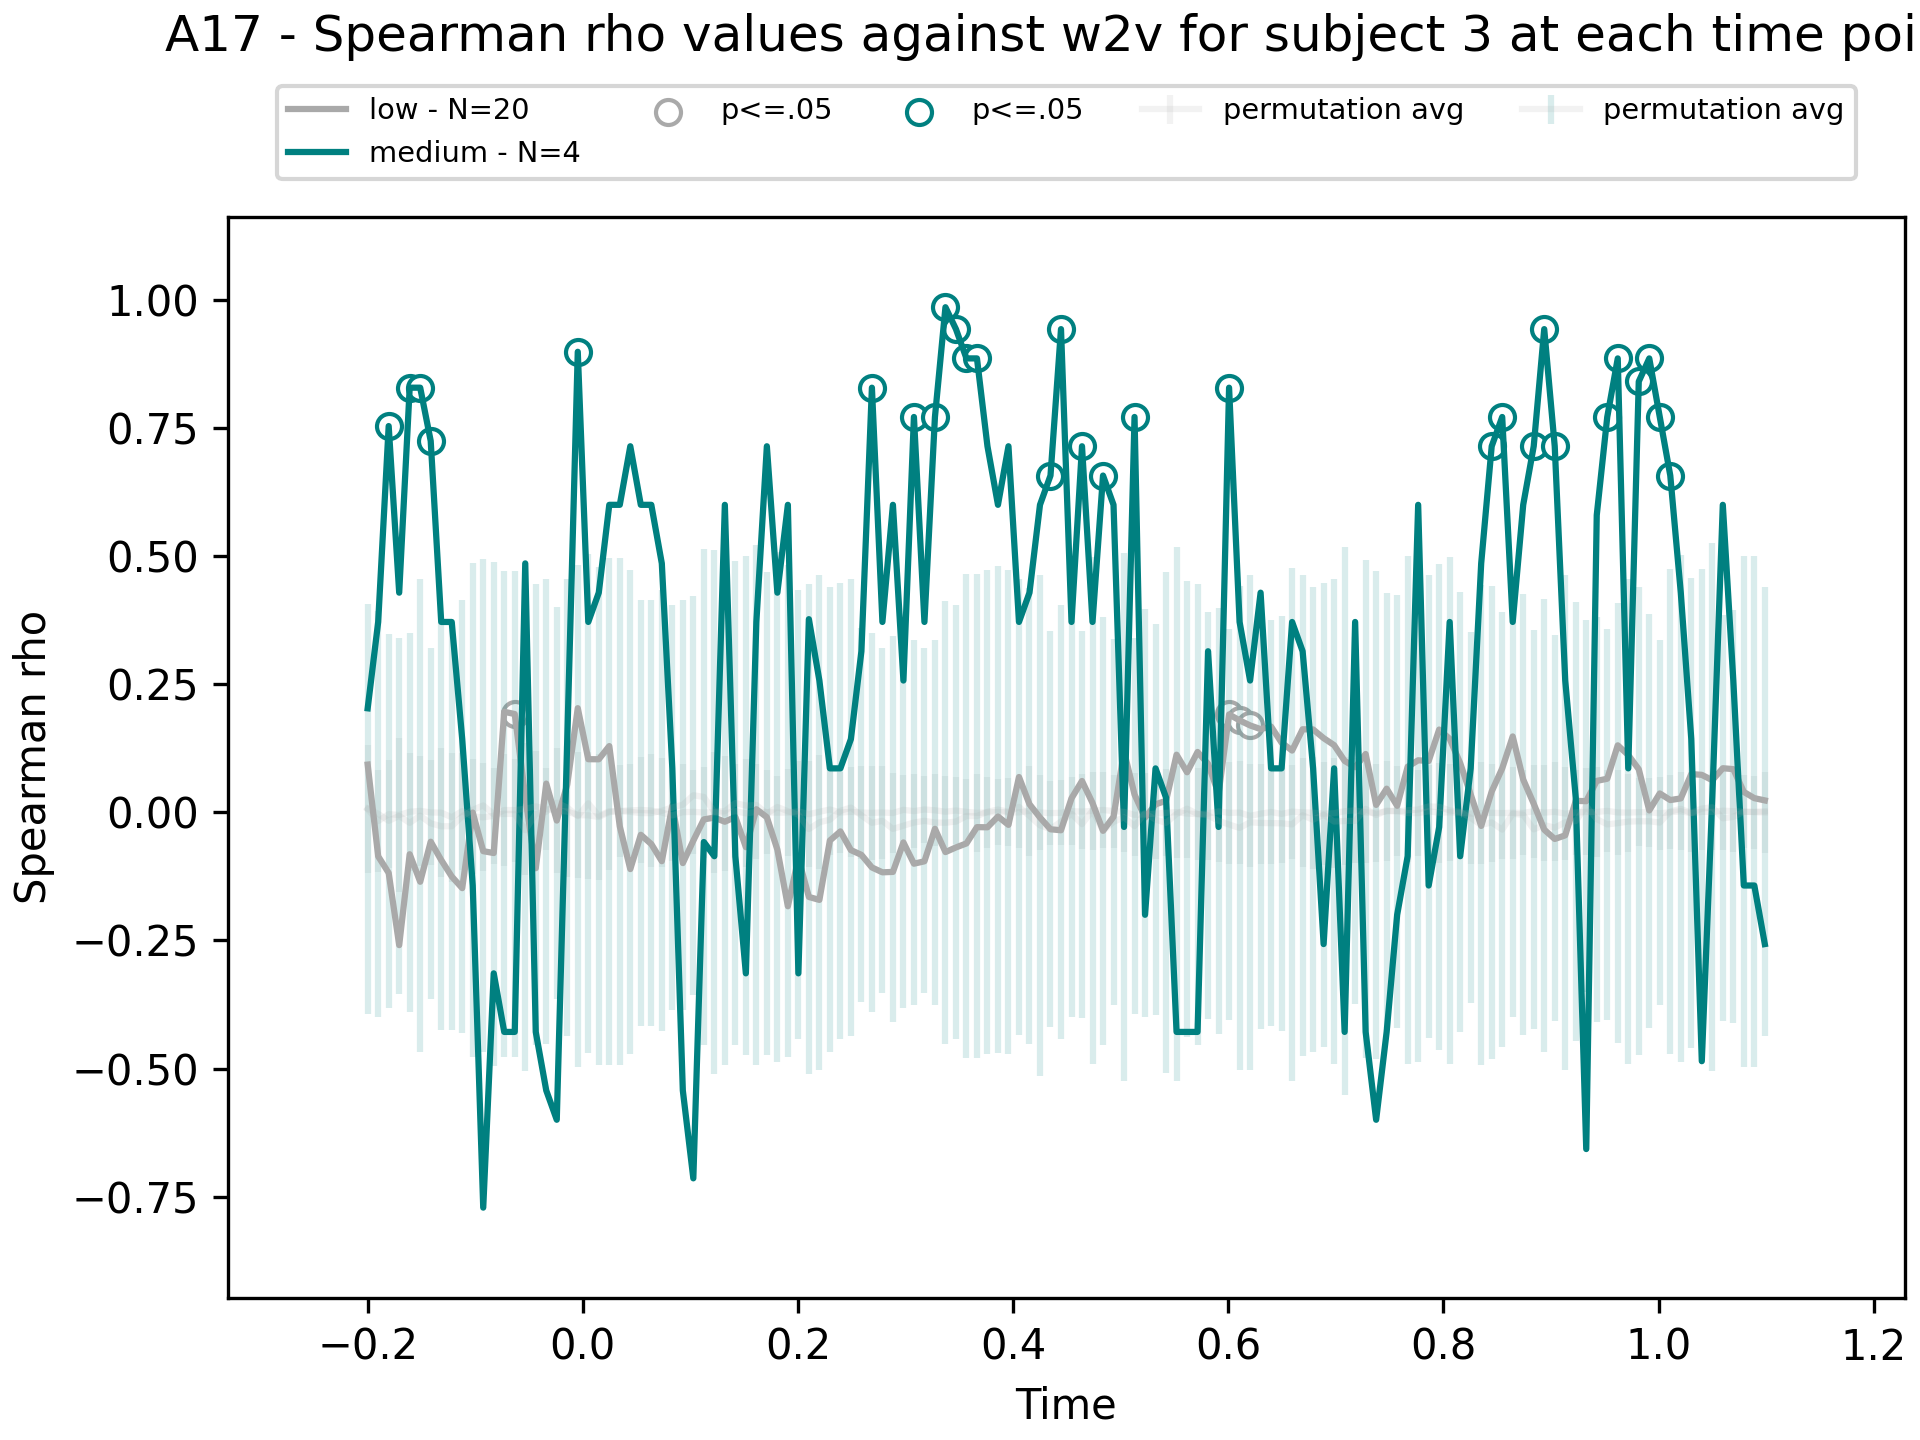 A17 - Spearman rho values against w2v for subject 3 at each time poi
low - N=20
medium - N=4
p<=.05
p<=.05
permutation avg
permutation avg
Spearman rho
1.00
0.75
0.50
0.25
0.00
−0.25
−0.50
−0.75
−0.2
0.0
0.2
0.4
0.6
0.8
1.0
1.2
Time